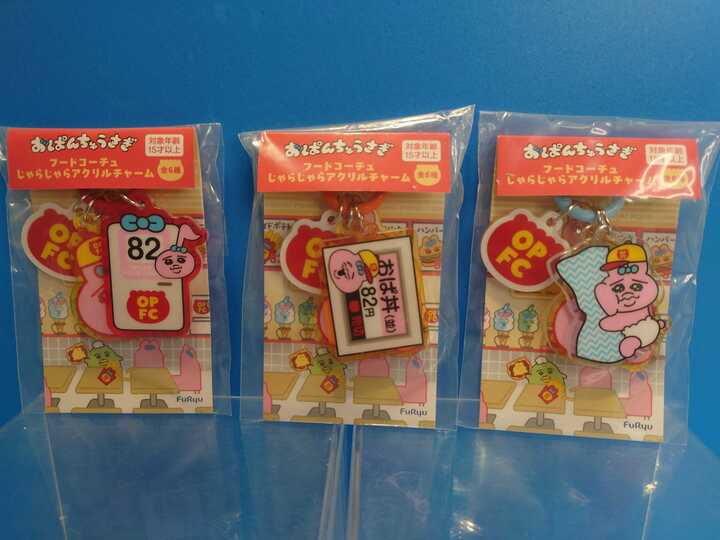 おぱんちゅうさぎ
対象年齢
15才以上
フードコーチュ
じゃらじゃらアクリルチャーム
全6種
OP
FC
82
OP
FC
FuRyu
おぱんちゅうさぎ
対象年齢
15才以上
フードコーチュ
じゃらじゃらアクリルチャーム
全6種
OP
FC
おぱ丼(並)
82円
FuRyu
おぱんちゅうさぎ
対象年齢
15才以上
フードコーチュ
じゃらじゃらアクリルチャーム
OP
FC
FuRyu